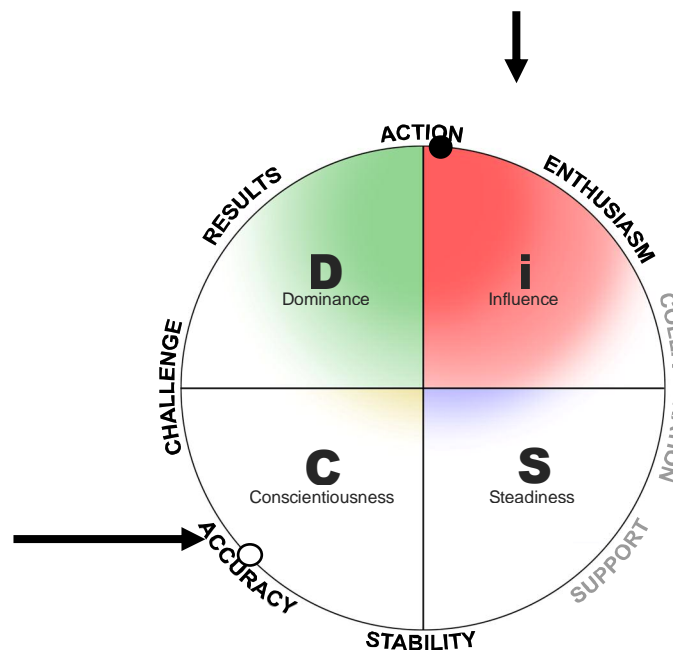 ACTION
ENTHUSIASM
RESULTS
D
Dominance
i
Influence
CHALLENGE
C
Conscientiousness
S
Steadiness
ACCURACY
SUPPORT
STABILITY